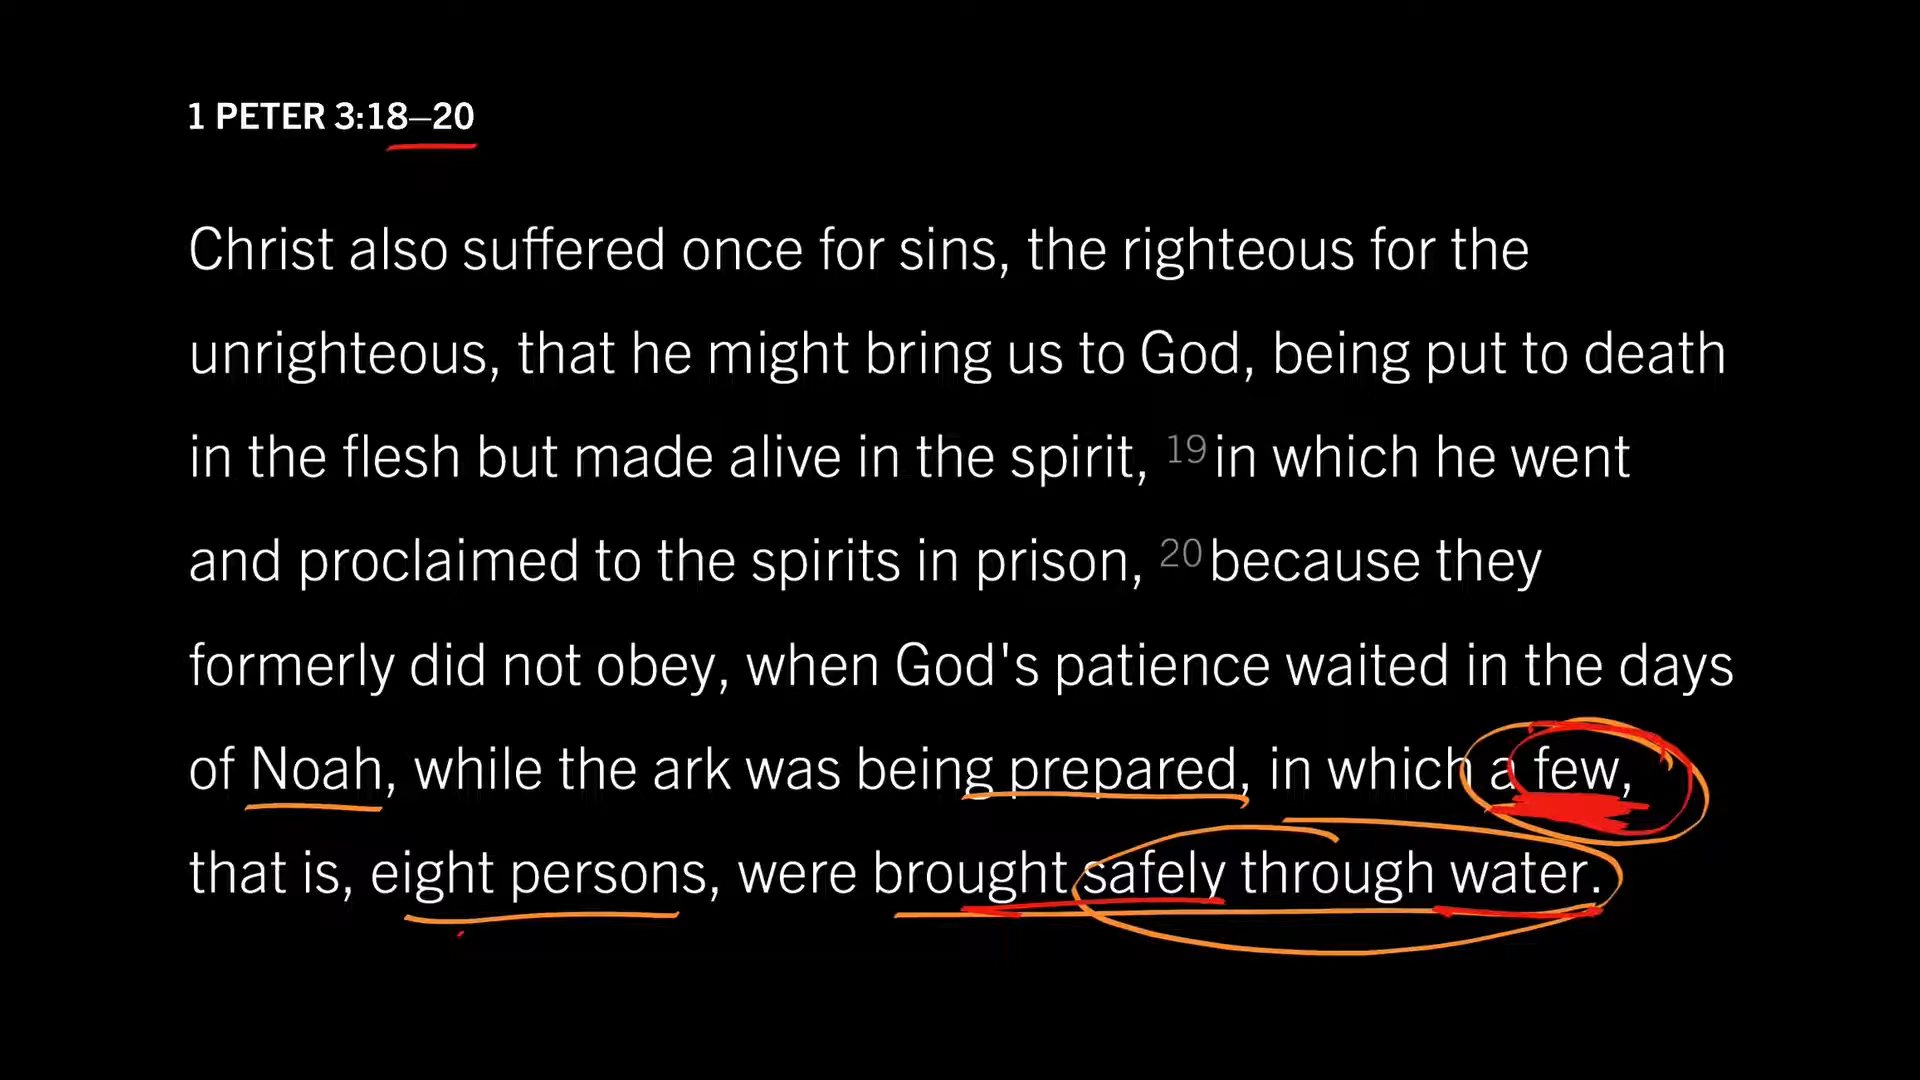 1 PETER 3:18–20
Christ also suffered once for sins, the righteous for the
unrighteous, that he might bring us to God, being put to death
in the flesh but made alive in the spirit, 19 in which he went
and proclaimed to the spirits in prison, 20 because they
formerly did not obey, when God's patience waited in the days
of Noah, while the ark was being prepared, in which a few,
that is, eight persons, were brought safely through water.